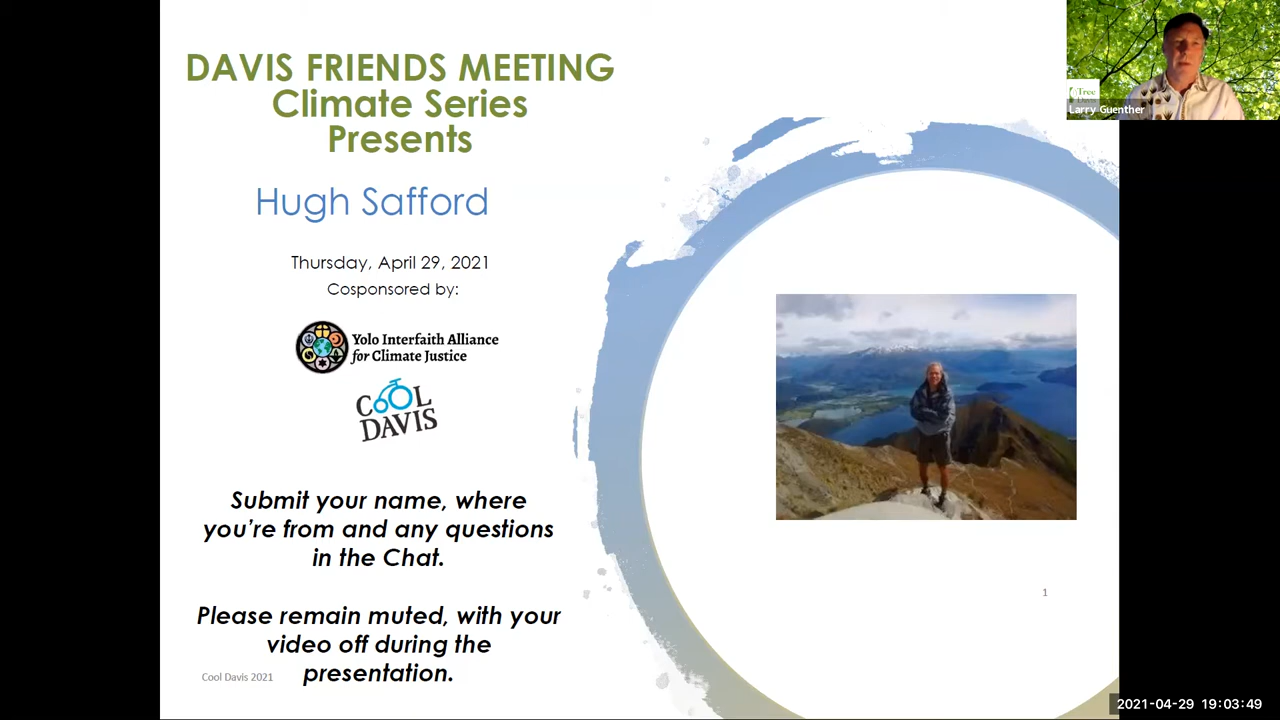 DAVIS FRIENDS MEETING
Climate Series
Presents
Hugh Safford
Thursday, April 29, 2021
Cosponsored by:
Yolo Interfaith Alliance
for Climate Justice
COOL
DAVIS
Submit your name, where
you're from and any questions
in the Chat.
Please remain muted, with your
video off during the
presentation.
Cool Davis 2021
1
Tree
Davis
Larry Guenther
2021-04-29 19:03:49